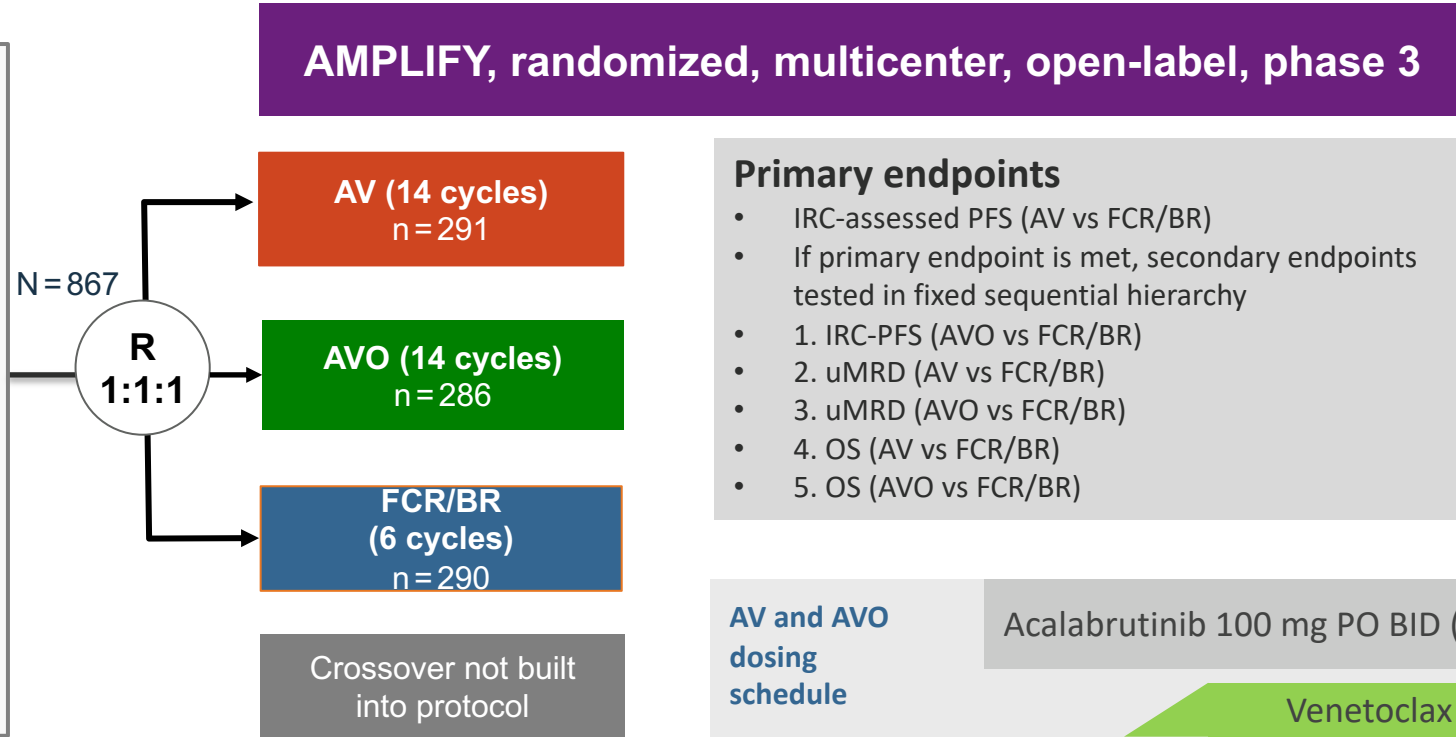 AMPLIFY, randomized, multicenter, open-label, phase 3
N = 867
R
1:1:1
AV (14 cycles)
n = 291
AVO (14 cycles)
n = 286
FCR/BR
(6 cycles)
n = 290
Crossover not built
into protocol
Primary endpoints
• IRC-assessed PFS (AV vs FCR/BR)
• If primary endpoint is met, secondary endpoints
tested in fixed sequential hierarchy
• 1. IRC-PFS (AVO vs FCR/BR)
• 2. uMRD (AV vs FCR/BR)
• 3. uMRD (AVO vs FCR/BR)
• 4. OS (AV vs FCR/BR)
• 5. OS (AVO vs FCR/BR)
AV and AVO
dosing
schedule
Acalabrutinib 100 mg PO BID (
Venetoclax